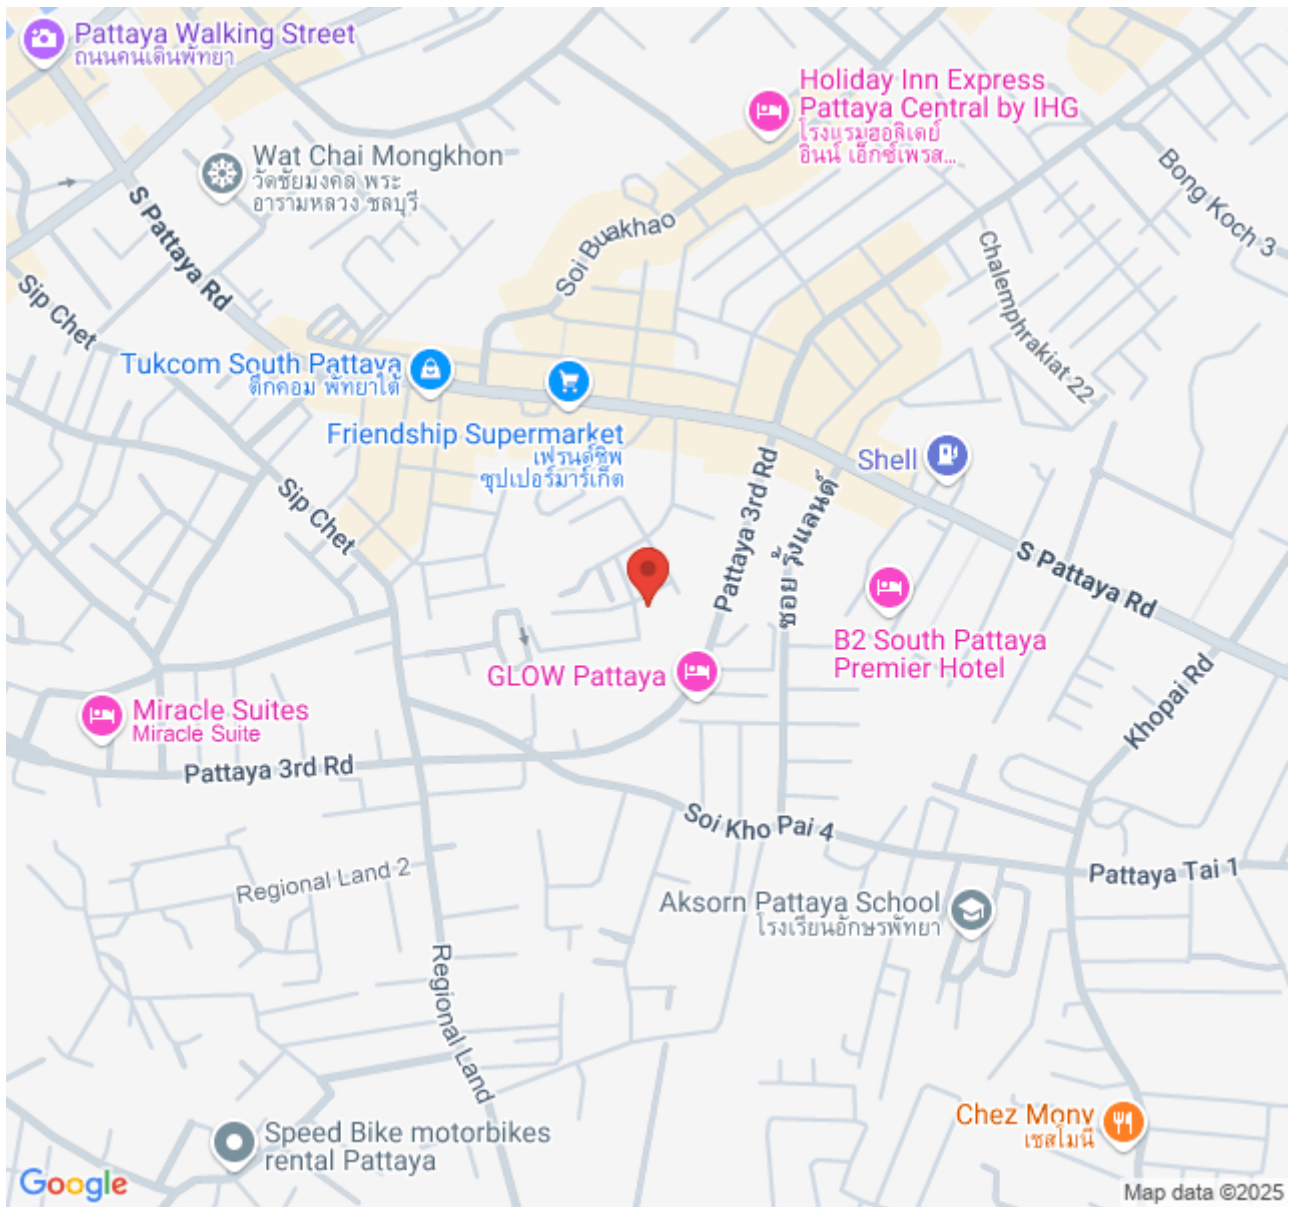 Pattaya Walking Street
ถนนคนเดินพัทยา
Holiday Inn Express
Pattaya Central by IHG
โรงแรมฮอลิเดย์
อินน์ เอ็กซ์เพรส...
Wat Chai Mongkhon
วัดชัยมงคล พระ
อารามหลวง ชลบุรี
Bong Koch 3
S Pattaya Rd
Soi Buakhao
Chalemphrakiat 22
Sip Chet
Tukcom South Pattaya
ตึกคอม พัทยาใต้
Friendship Supermarket
เฟรนด์ชิพ
ซุปเปอร์มาร์เก็ต
Shell
Sip Chet
Pattaya 3rd Rd
ซอย รุ้งแลนด์
S Pattaya Rd
B2 South Pattaya
Premier Hotel
GLOW Pattaya
Khopai Rd
Miracle Suites
Miracle Suite
Pattaya 3rd Rd
Soi Kho Pai 4
Regional Land 2
Pattaya Tai 1
Aksorn Pattaya School
โรงเรียนอักษรพัทยา
Regional Land
Chez Mony
เชสโมนี
Speed Bike motorbikes
rental Pattaya
Google
Map data ©2025